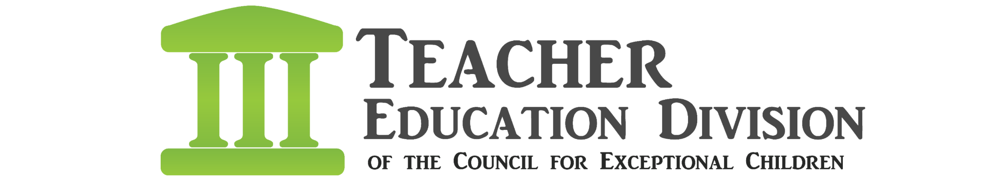 TEACHER
EDUCATION DIVISION
OF THE COUNCIL FOR EXCEPTIONAL CHILDREN